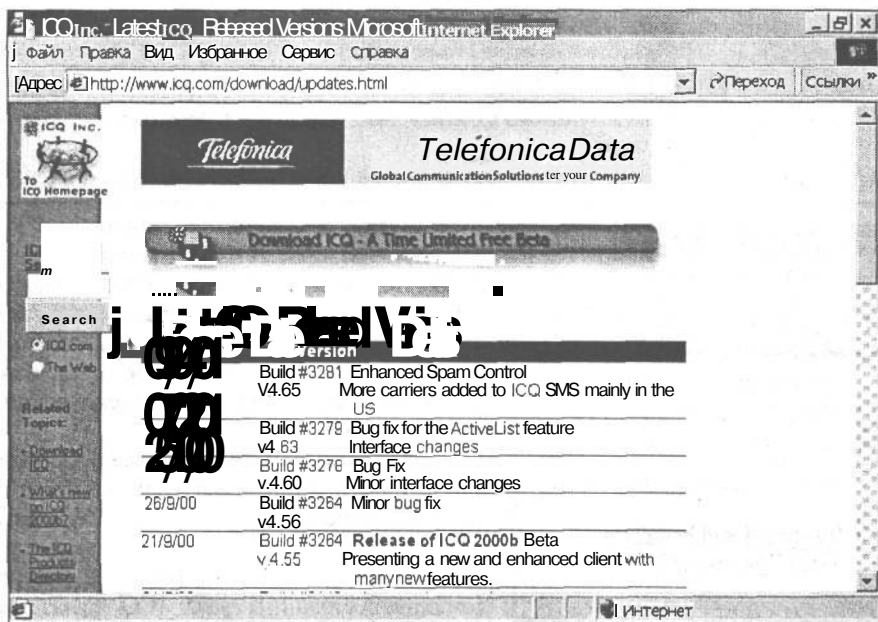 ICQ Inc. - Latest ICQ Released Versions Microsoft Internet Explorer
Файл Правка Вид Избранное Сервис Справка
Адрес http://www.icq.com/download/updates.html Переход Ссылки »
ICQ INC.
To
ICQ Homepage
Telefónica
TelefonicaData
Global Communication Solutions ter your Company
Download ICQ - A Time Limited Free Beta
m
Search
ICQ com
The Web
Related
Topics:
Download
ICQ
What's new
on ICQ
2000b?
The ICQ
Products
Directory
Version
Build #3281 Enhanced Spam Control
V4.65 More carriers added to ICQ SMS mainly in the
US
Build #3279 Bug fix for the ActiveList feature
v4 63 Interface changes
Build #3278 Bug Fix
v.4.60 Minor interface changes
26/9/00 Build #3264 Minor bug fix
v4.56
21/9/00 Build #3264 Release of ICQ 2000b Beta
v.4.55 Presenting a new and enhanced client with
many new features.
Интернет